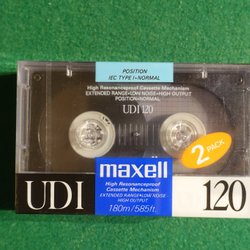 POSITION
IEC TYPE I•NORMAL
High Resonanceproof Cassette Mechanism
EXTENDED RANGE•LOW NOISE•HIGH OUTPUT
POSITION•NORMAL
UDI 120
2 PACK
maxell
High Resonanceproof
Cassette Mechanism
EXTENDED RANGE•LOW NOISE
HIGH OUTPUT
180m/585ft.
UDI 120